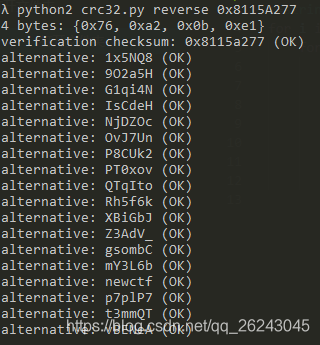 λ python2 crc32.py reverse 0x8115A277
4 bytes: {0x76, 0xa2, 0x0b, 0xe1}
verification checksum: 0x8115a277 (OK)
alternative: 1x5NQ8 (OK)
alternative: 9O2a5H (OK)
alternative: G1qi4N (OK)
alternative: IsCdeH (OK)
alternative: NjDZOc (OK)
alternative: OvJ7Un (OK)
alternative: P8CUk2 (OK)
alternative: PT0xov (OK)
alternative: QTqIto (OK)
alternative: Rh5f6k (OK)
alternative: XBiGbJ (OK)
alternative: Z3AdV_ (OK)
alternative: gsombC (OK)
alternative: mY3L6b (OK)
alternative: newctf (OK)
alternative: p7plP7 (OK)
alternative: t3mmQT (OK)
alternative: (OK)
https://blog.csdn.net/qq_26243045